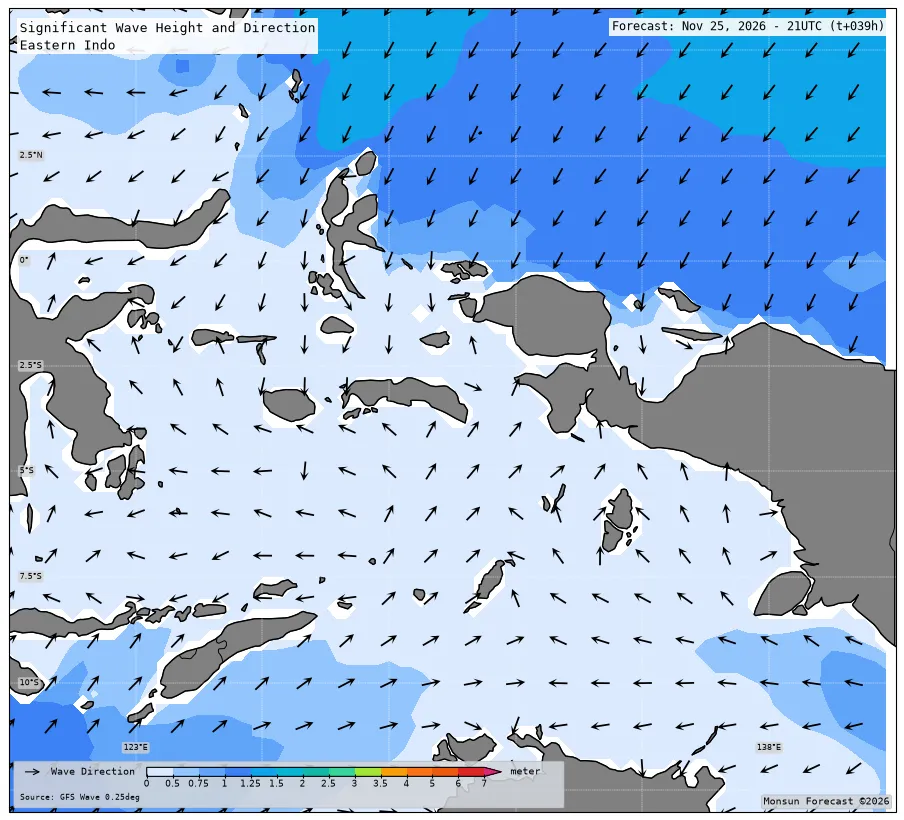 Significant Wave Height and Direction
Eastern Indo
Forecast: Nov 25, 2026 - 21UTC (t+039h)
2.5°N
0°
2.5°S
5°S
7.5°S
10°S
123°E
138°E
Wave Direction
meter
0 0.5 0.75 1 1.25 1.5 2 2.5 3 3.5 4 5 6 7
Source: GFS Wave 0.25deg
Monsun Forecast ©2026